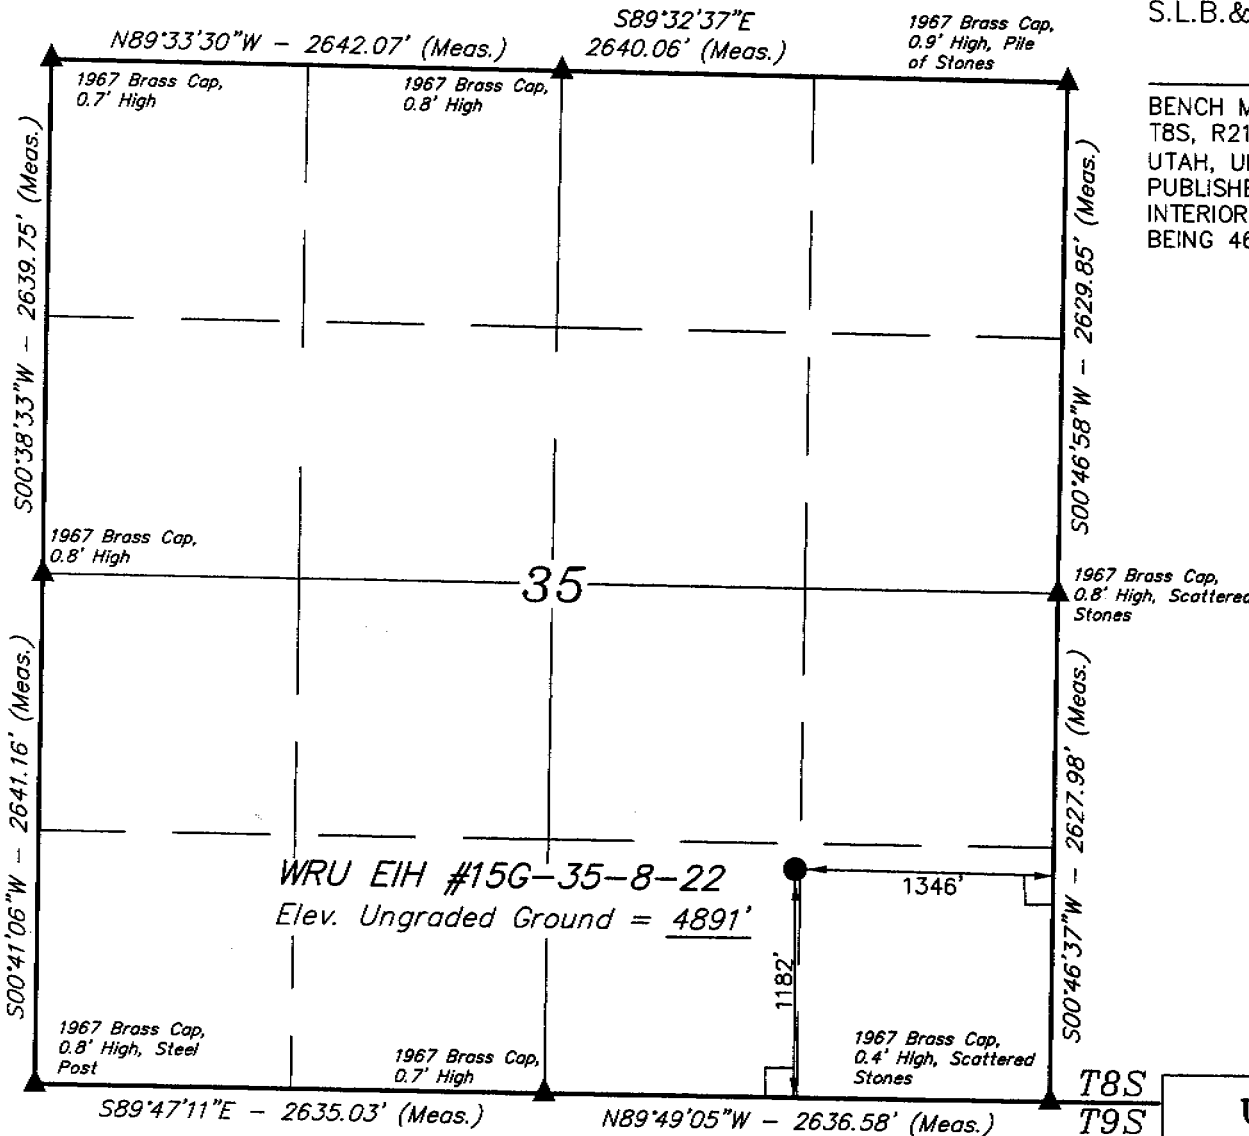 S89°32'37"E
N89°33'30"W - 2642.07' (Meas.)
2640.06' (Meas.)
1967 Brass Cap,
0.9' High, Pile
of Stones
S.L.B.&
1967 Brass Cap,
0.7' High
1967 Brass Cap,
0.8' High
BENCH M
T8S, R21
UTAH, U
PUBLISHE
INTERIOR
BEING 46
S00°38'33"W - 2639.75' (Meas.)
S00°46'58"W - 2629.85' (Meas.)
1967 Brass Cap,
0.8' High
35
1967 Brass Cap,
0.8' High, Scattered
Stones
S00°41'06"W - 2641.16' (Meas.)
S00°46'37"W - 2627.98' (Meas.)
WRU EIH #15G-35-8-22
Elev. Ungraded Ground = 4891'
1346'
1182'
1967 Brass Cap,
0.8' High, Steel
Post
1967 Brass Cap,
0.7' High
1967 Brass Cap,
0.4' High, Scattered
Stones
S89°47'11"E - 2635.03' (Meas.)
N89°49'05"W - 2636.58' (Meas.)
T8S
T9S